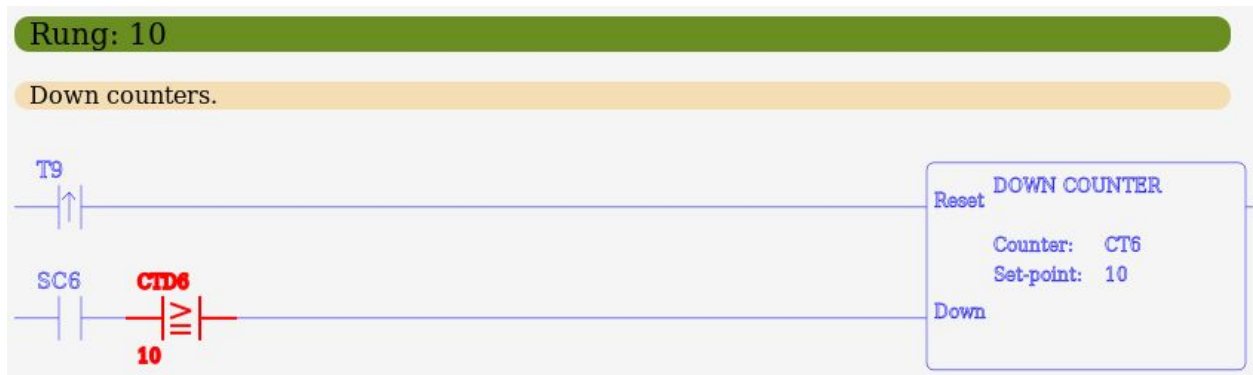 Rung: 10
Down counters.
T9
Reset DOWN COUNTER
Counter: CT6
Set-point: 10
SC6 CTD6
Down
10